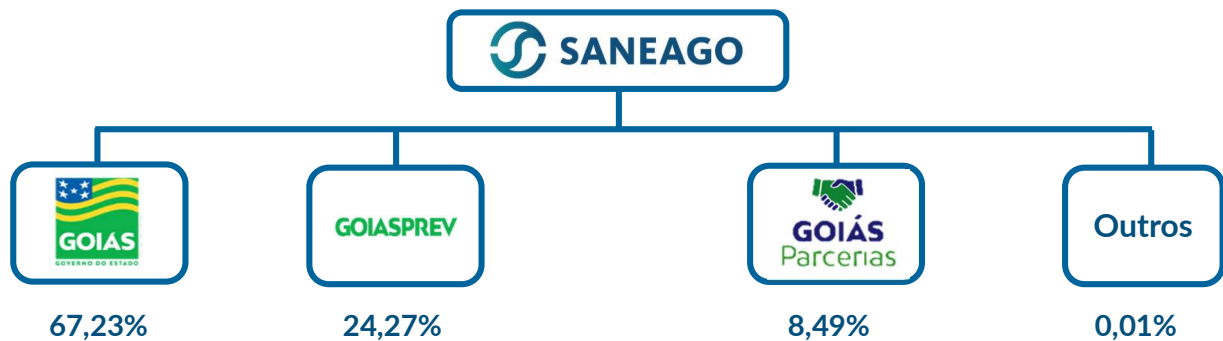 SANEAGO
GOIÁS
GOVERNO DO ESTADO
GOIASPREV
GOIÁS
Parcerias
Outros
67,23%
24,27%
8,49%
0,01%